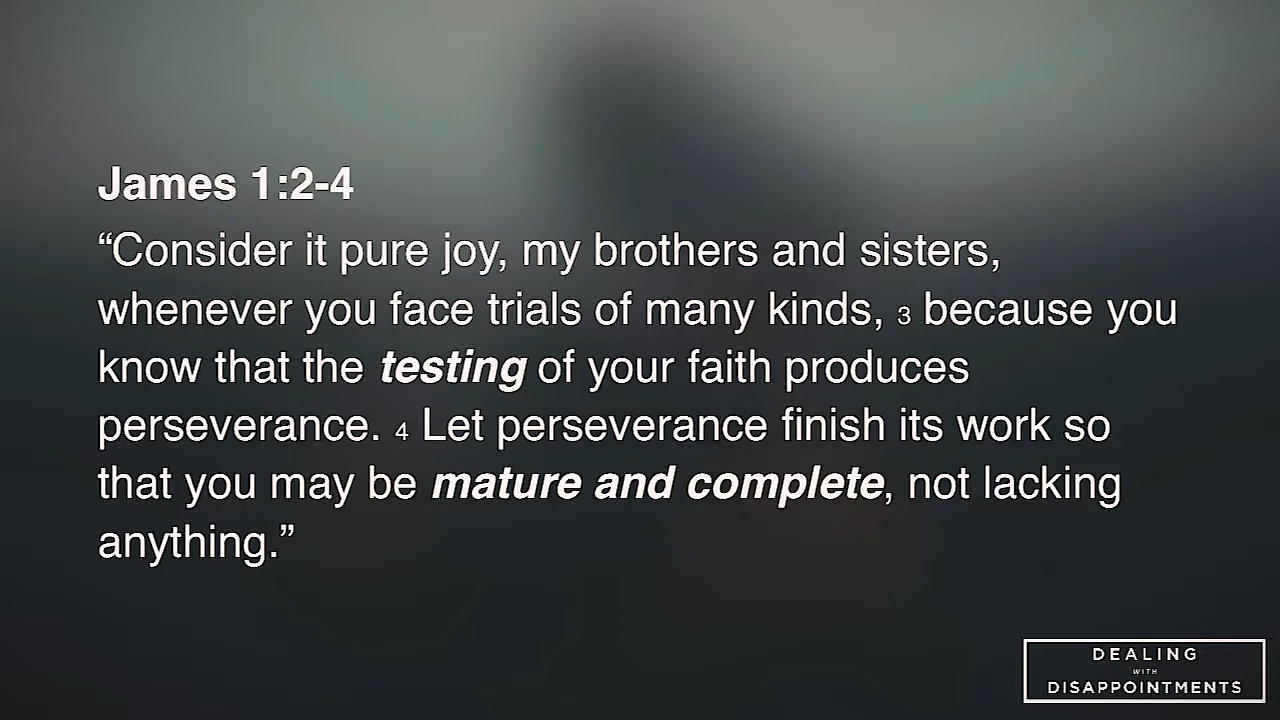 James 1:2-4
“Consider it pure joy, my brothers and sisters,
whenever you face trials of many kinds, 3 because you
know that the testing of your faith produces
perseverance. 4 Let perseverance finish its work so
that you may be mature and complete, not lacking
anything.”
DEALING
WITH
DISAPPOINTMENTS